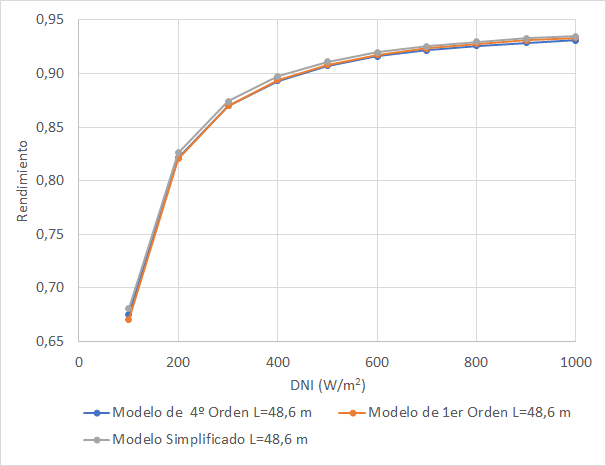 0,95
0,90
0,85
0,80
0,75
0,70
0,65
Rendimiento
0 200 400 600 800 1000
DNI (W/m²)
Modelo de 4º Orden L=48,6 m
Modelo de 1er Orden L=48,6 m
Modelo Simplificado L=48,6 m